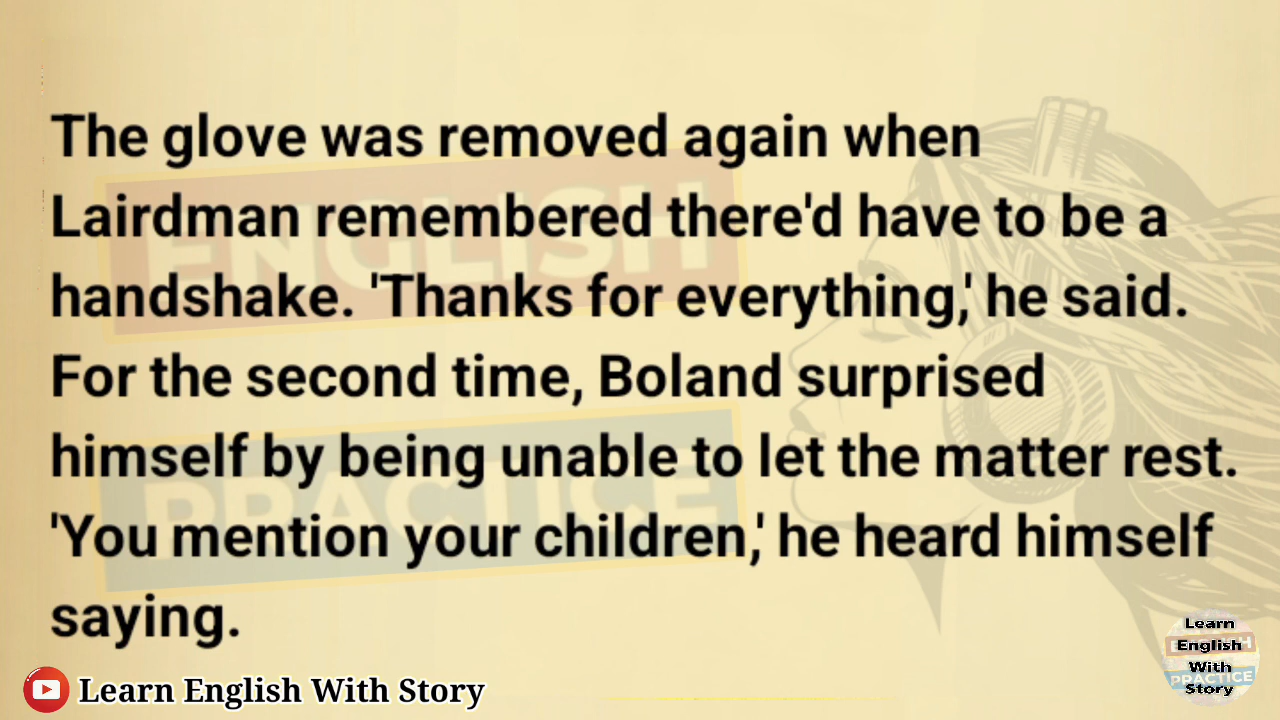 The glove was removed again when
Lairdman remembered there'd have to be a
handshake. 'Thanks for everything,' he said.
For the second time, Boland surprised
himself by being unable to let the matter rest.
'You mention your children,' he heard himself
saying.
ENGLISH
PRACTICE
Learn English With Story
Learn
English
With
PRACTICE
Story